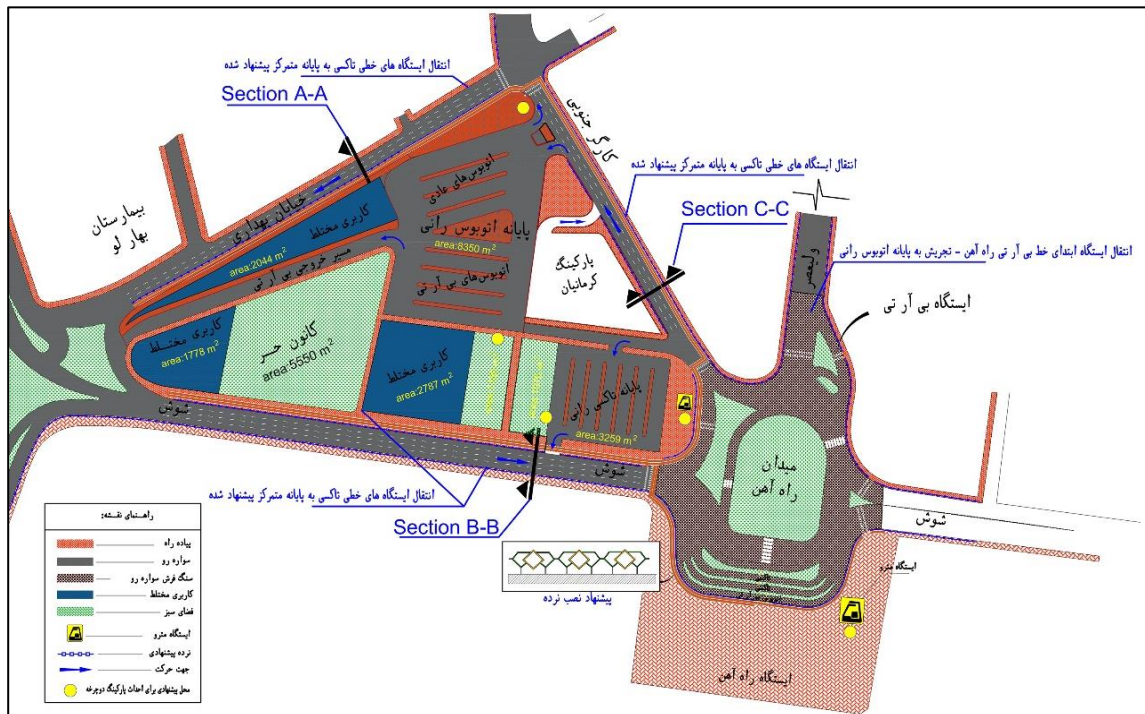 انتقال ایستگاه های خطی تاکسی به پایانه متمرکز پیشنهاد شده
Section A-A
کارگر جنوبی
انتقال ایستگاه های خطی تاکسی به پایانه متمرکز پیشنهاد شده
Section C-C
بیمارستان
بهار لو
خیابان بهداری
کاربری مختلط
area:2044 m²
مسیر خروجی بی آر تی
اتوبوس‌های عادی
پایانه اتوبوس رانی
area:8350 m²
اتوبوس‌های بی آر تی
پارکینگ
کرمانیان
ولیعصر
انتقال ایستگاه ابتدای خط بی آر تی راه آهن - تجریش به پایانه اتوبوس رانی
ایستگاه بی آر تی
کاربری مختلط
area:1778 m²
کانون حر
area:5550 m²
کاربری مختلط
area:2787 m²
پایانه تاکسی رانی
area:3259 m²
شوش
شوش
میدان
راه آهن
شوش
انتقال ایستگاه های خطی تاکسی به پایانه متمرکز پیشنهاد شده
Section B-B
پیشنهاد نصب نرده
تاکسی
تاکسی
ایستگاه مترو
ایستگاه راه آهن
راهنمای نقشه:
پیاده راه
سواره رو
سنگ فرش سواره رو
کاربری مختلط
فضای سبز
ایستگاه مترو
نرده پیشنهادی
جهت حرکت
محل پیشنهادی برای احداث پارکینگ دوچرخه